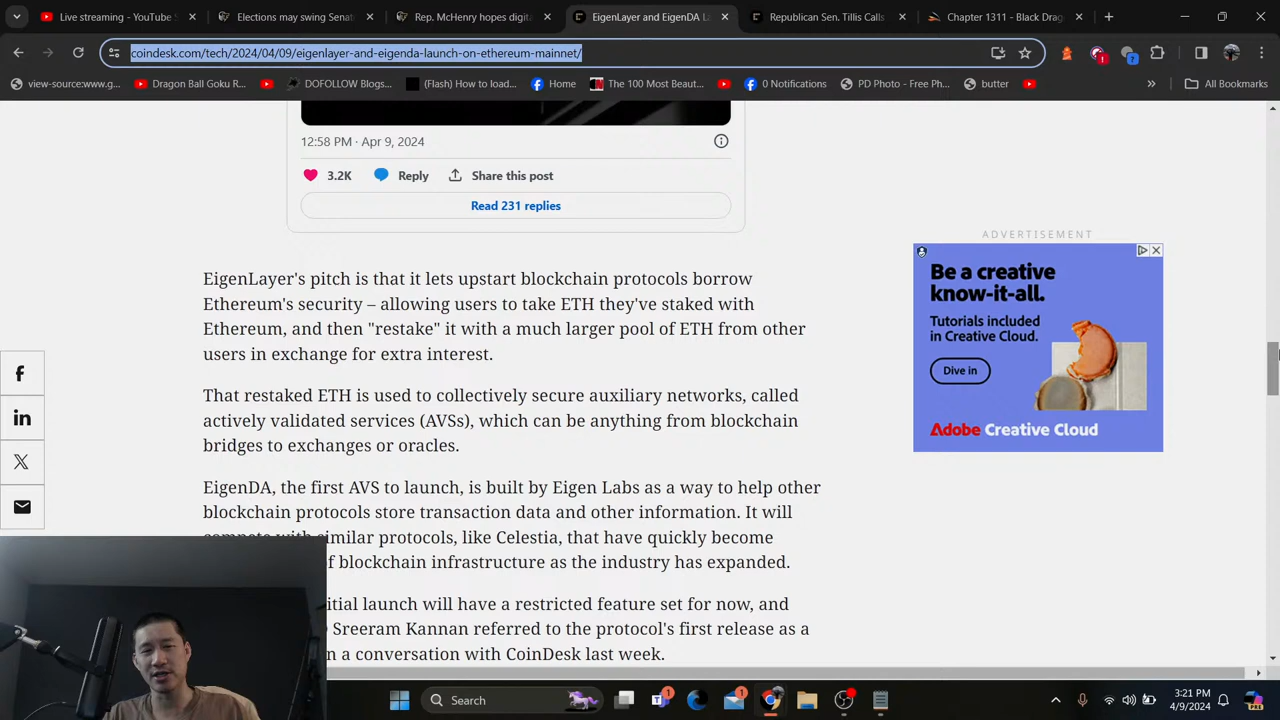 Live streaming - YouTube S
Elections may swing Senat
Rep. McHenry hopes digita
EigenLayer and EigenDA La
Republican Sen. Tillis Calls
Chapter 1311 - Black Drag
coindesk.com/tech/2024/04/09/eigenlayer-and-eigenda-launch-on-ethereum-mainnet/
view-source:www.g...
Dragon Ball Goku R...
DOFOLLOW Blogs...
(Flash) How to load...
Home
The 100 Most Beaut...
0 Notifications
PD Photo - Free Ph...
butter
All Bookmarks
12:58 PM · Apr 9, 2024
3.2K
Reply
Share this post
Read 231 replies
EigenLayer's pitch is that it lets upstart blockchain protocols borrow
Ethereum's security – allowing users to take ETH they've staked with
Ethereum, and then "restake" it with a much larger pool of ETH from other
users in exchange for extra interest.
That restaked ETH is used to collectively secure auxiliary networks, called
actively validated services (AVSs), which can be anything from blockchain
bridges to exchanges or oracles.
EigenDA, the first AVS to launch, is built by Eigen Labs as a way to help other
blockchain protocols store transaction data and other information. It will
compete with similar protocols, like Celestia, that have quickly become
f blockchain infrastructure as the industry has expanded.
itial launch will have a restricted feature set for now, and
Sreeram Kannan referred to the protocol's first release as a
n a conversation with CoinDesk last week.
ADVERTISEMENT
Be a creative
know-it-all.
Tutorials included
in Creative Cloud.
Dive in
Adobe Creative Cloud
Search
3:21 PM
4/9/2024